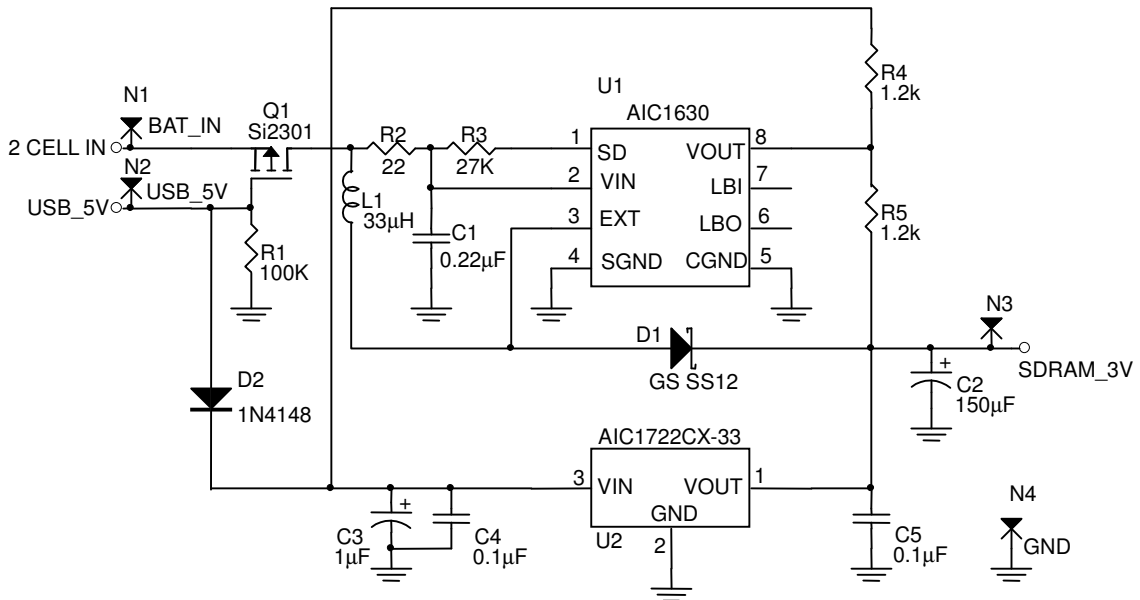 R4
1.2k
U1
AIC1630
N1
BAT_IN
Q1
Si2301
2 CELL IN
N2
USB_5V
USB_5V
R1
100K
L1
33μH
R2
22
R3
27K
C1
0.22μF
1
SD
VOUT
8
2
VIN
LBI
7
3
EXT
LBO
6
4
SGND
CGND
5
R5
1.2k
D1
GS SS12
N3
SDRAM_3V
C2
150μF
+
D2
1N4148
AIC1722CX-33
3
VIN
VOUT
1
GND
U2
2
C3
1μF
+
C4
0.1μF
C5
0.1μF
N4
GND